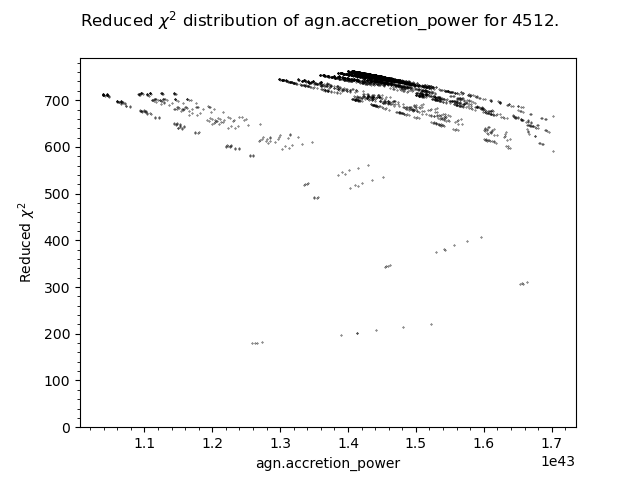 Reduced χ² distribution of agn.accretion_power for 4512.
Reduced χ²
700
600
500
400
300
200
100
0
1.1 1.2 1.3 1.4 1.5 1.6 1.7
1e43
agn.accretion_power